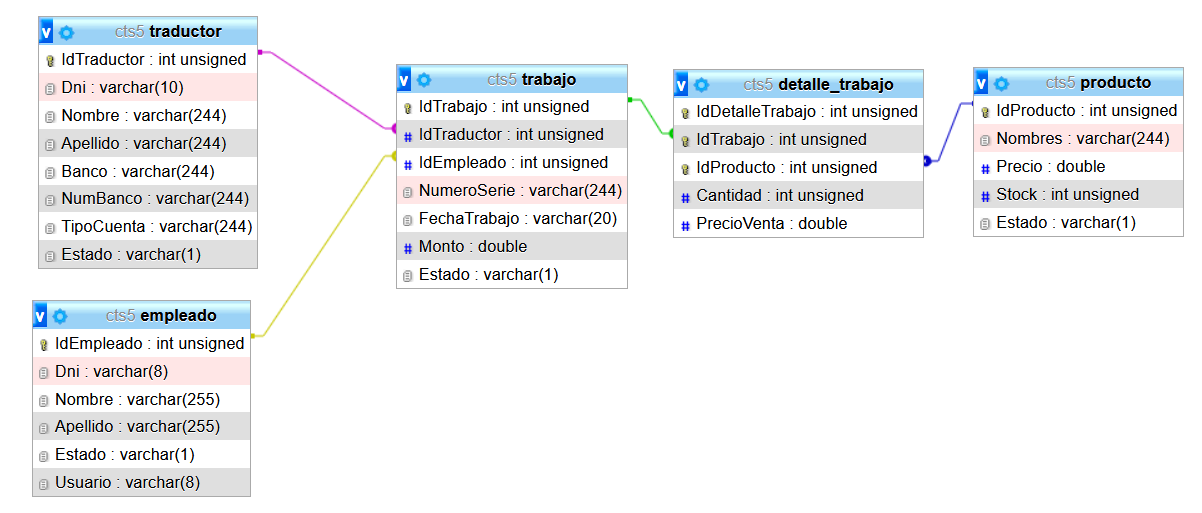 v cts5 traductor
IdTraductor : int unsigned
Dni : varchar(10)
Nombre : varchar(244)
Apellido : varchar(244)
Banco : varchar(244)
NumBanco : varchar(244)
TipoCuenta : varchar(244)
Estado : varchar(1)
v cts5 empleado
IdEmpleado : int unsigned
Dni : varchar(8)
Nombre : varchar(255)
Apellido : varchar(255)
Estado : varchar(1)
Usuario : varchar(8)
v cts5 trabajo
IdTrabajo : int unsigned
# IdTraductor : int unsigned
# IdEmpleado : int unsigned
NumeroSerie : varchar(244)
FechaTrabajo : varchar(20)
# Monto : double
Estado : varchar(1)
v cts5 detalle_trabajo
IdDetalleTrabajo : int unsigned
IdTrabajo : int unsigned
IdProducto : int unsigned
# Cantidad : int unsigned
# PrecioVenta : double
v cts5 producto
IdProducto : int unsigned
Nombres : varchar(244)
# Precio : double
# Stock : int unsigned
Estado : varchar(1)